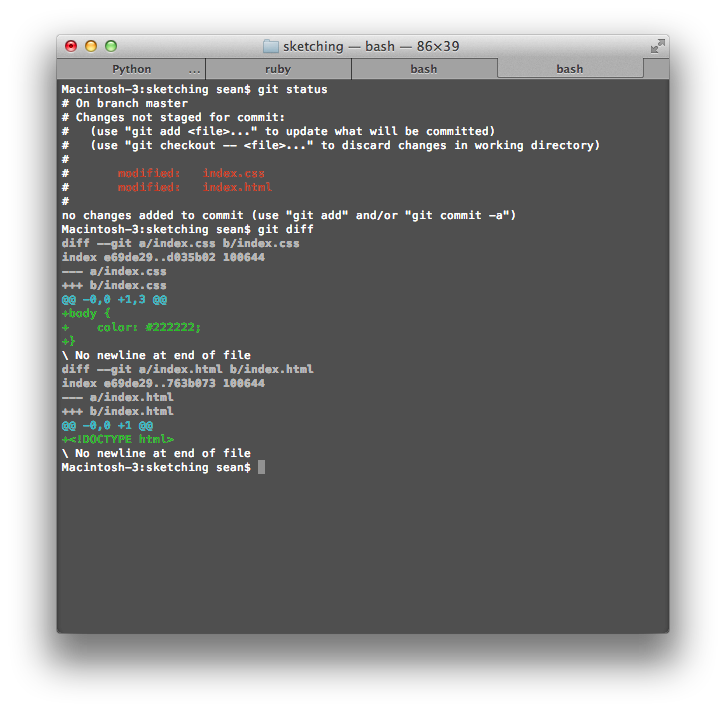 sketching — bash — 86×39
Python ... ruby bash bash
Macintosh-3:sketching sean$ git status
# On branch master
# Changes not staged for commit:
#   (use "git add <file>..." to update what will be committed)
#   (use "git checkout -- <file>..." to discard changes in working directory)
#
#       modified:   index.css
#       modified:   index.html
#
no changes added to commit (use "git add" and/or "git commit -a")
Macintosh-3:sketching sean$ git diff
diff --git a/index.css b/index.css
index e69de29..d035b02 100644
--- a/index.css
+++ b/index.css
@@ -0,0 +1,3 @@
+body {
+    color: #222222;
+}
\ No newline at end of file
diff --git a/index.html b/index.html
index e69de29..763b073 100644
--- a/index.html
+++ b/index.html
@@ -0,0 +1 @@
+<!DOCTYPE html>
\ No newline at end of file
Macintosh-3:sketching sean$